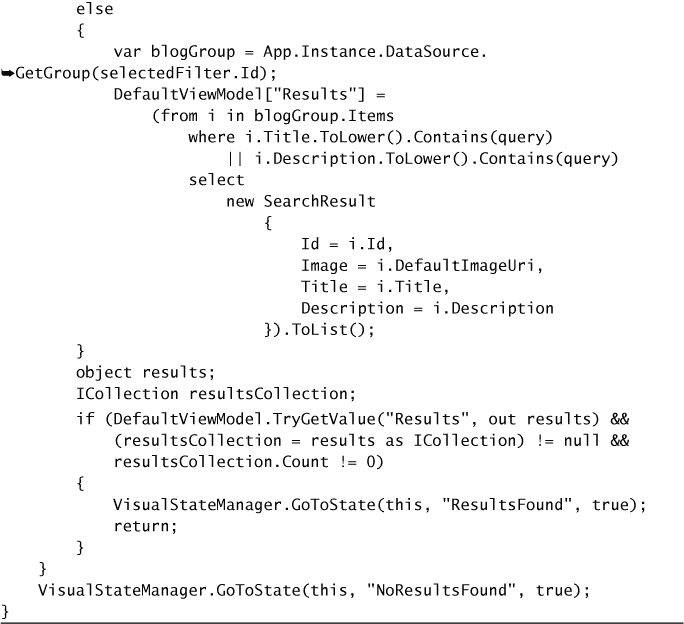 else
        {
            var blogGroup = App.Instance.DataSource.
➥GetGroup(selectedFilter.Id);
            DefaultViewModel["Results"] =
                (from i in blogGroup.Items
                    where i.Title.ToLower().Contains(query)
                        || i.Description.ToLower().Contains(query)
                    select
                        new SearchResult
                            {
                                Id = i.Id,
                                Image = i.DefaultImageUri,
                                Title = i.Title,
                                Description = i.Description
                            }).ToList();
        }
        object results;
        ICollection resultsCollection;
        if (DefaultViewModel.TryGetValue("Results", out results) &&
            (resultsCollection = results as ICollection) != null &&
            resultsCollection.Count != 0)
        {
            VisualStateManager.GoToState(this, "ResultsFound", true);
            return;
        }
    }
    VisualStateManager.GoToState(this, "NoResultsFound", true);
}